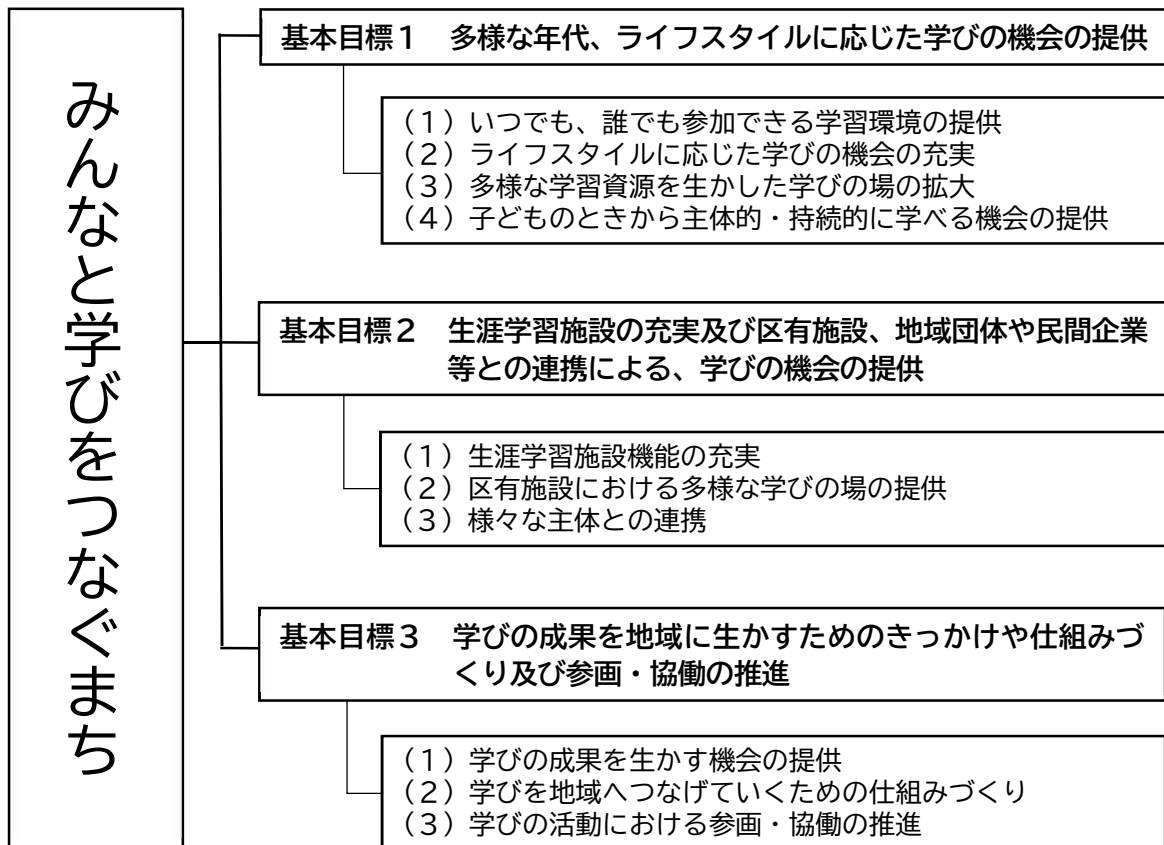 みんなと学びをつなぐまち
基本目標１　多様な年代、ライフスタイルに応じた学びの機会の提供
（１）いつでも、誰でも参加できる学習環境の提供
（２）ライフスタイルに応じた学びの機会の充実
（３）多様な学習資源を生かした学びの場の拡大
（４）子どものときから主体的・持続的に学べる機会の提供
基本目標２　生涯学習施設の充実及び区有施設、地域団体や民間企業
等との連携による、学びの機会の提供
（１）生涯学習施設機能の充実
（２）区有施設における多様な学びの場の提供
（３）様々な主体との連携
基本目標３　学びの成果を地域に生かすためのきっかけや仕組みづ
くり及び参画・協働の推進
（１）学びの成果を生かす機会の提供
（２）学びを地域へつなげていくための仕組みづくり
（３）学びの活動における参画・協働の推進